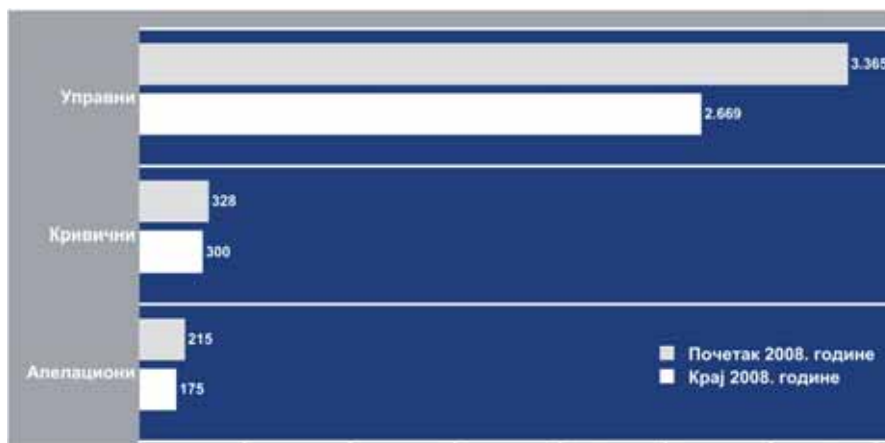 3.365
Управни
2.669
328
Кривични
300
215
Почетак 2008. године
Апелациони
Крај 2008. године
175